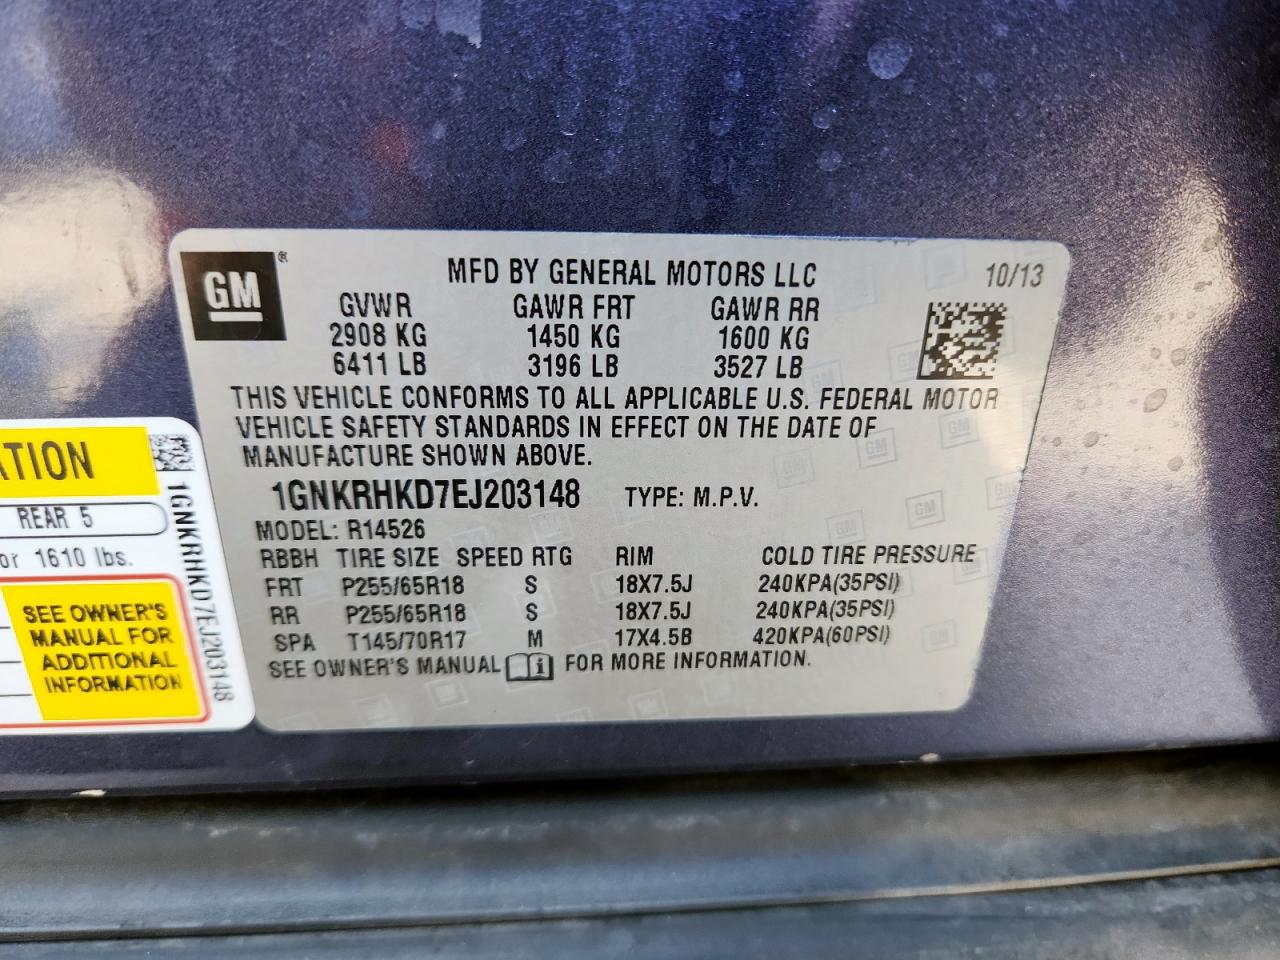 GM®
MFD BY GENERAL MOTORS LLC 10/13
GVWR GAWR FRT GAWR RR
2908 KG 1450 KG 1600 KG
6411 LB 3196 LB 3527 LB
THIS VEHICLE CONFORMS TO ALL APPLICABLE U.S. FEDERAL MOTOR
VEHICLE SAFETY STANDARDS IN EFFECT ON THE DATE OF
MANUFACTURE SHOWN ABOVE.
1GNKRHKD7EJ203148 TYPE: M.P.V.
MODEL: R14526
RBBH TIRE SIZE SPEED RTG RIM COLD TIRE PRESSURE
FRT P255/65R18 S 18X7.5J 240KPA(35PSI)
RR P255/65R18 S 18X7.5J 240KPA(35PSI)
SPA T145/70R17 M 17X4.5B 420KPA(60PSI)
SEE OWNER'S MANUAL FOR MORE INFORMATION.
ATION
REAR 5
or 1610 lbs.
SEE OWNER'S
MANUAL FOR
ADDITIONAL
INFORMATION
1GNKRHKD7EJ203148